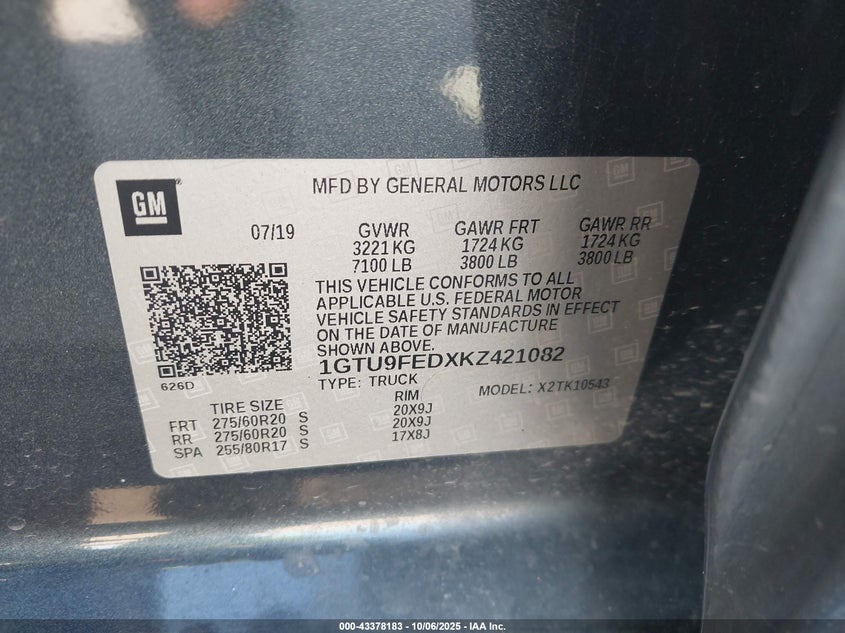 GM
MFD BY GENERAL MOTORS LLC
07/19 GVWR GAWR FRT GAWR RR
3221 KG 1724 KG 1724 KG
7100 LB 3800 LB 3800 LB
THIS VEHICLE CONFORMS TO ALL
APPLICABLE U.S. FEDERAL MOTOR
VEHICLE SAFETY STANDARDS IN EFFECT
ON THE DATE OF MANUFACTURE
SHOWN ABOVE.
1GTU9FEDXKZ421082
626D
TYPE: TRUCK MODEL: X2TK10543
TIRE SIZE RIM
FRT 275/60R20 S 20X9J
RR 275/60R20 S 20X9J
SPA 255/80R17 S 17X8J
000-43378183 - 10/06/2025 - IAA Inc.